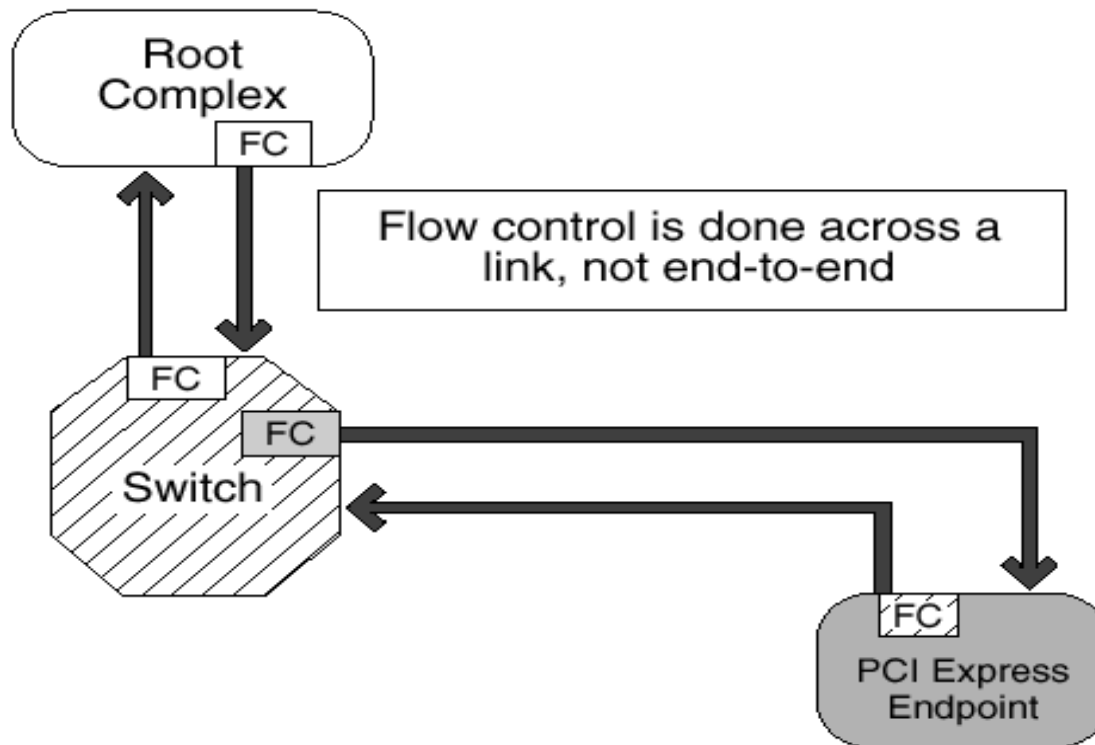 Root
Complex
FC
Flow control is done across a
link, not end-to-end
FC
FC
Switch
FC
PCI Express
Endpoint